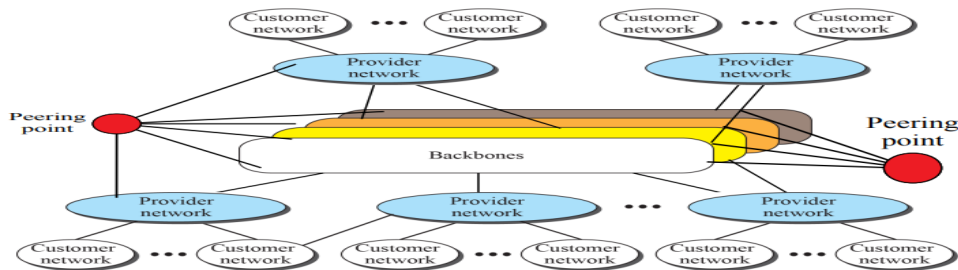 Customer network ••• Customer network Customer network ••• Customer network
Provider network Provider network
Peering point
Peering point
Backbones
Provider network Provider network ••• Provider network
Customer network ••• Customer network Customer network ••• Customer network Customer network ••• Customer network